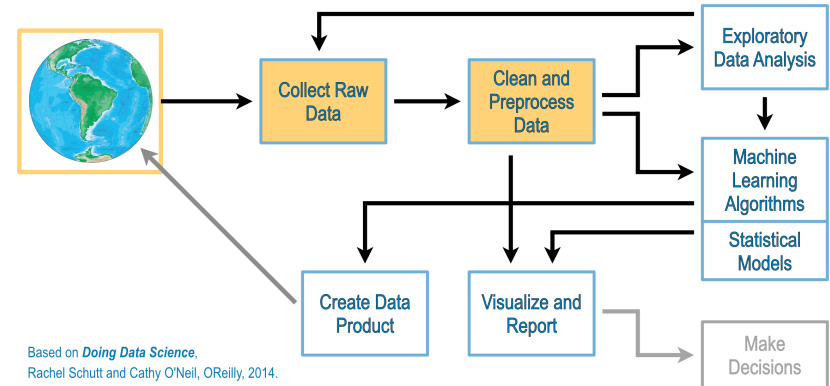 Exploratory
Data Analysis
Collect Raw
Data
Clean and
Preprocess
Data
Machine
Learning
Algorithms
Statistical
Models
Create Data
Product
Visualize and
Report
Make
Decisions
Based on Doing Data Science,
Rachel Schutt and Cathy O'Neil, OReilly, 2014.